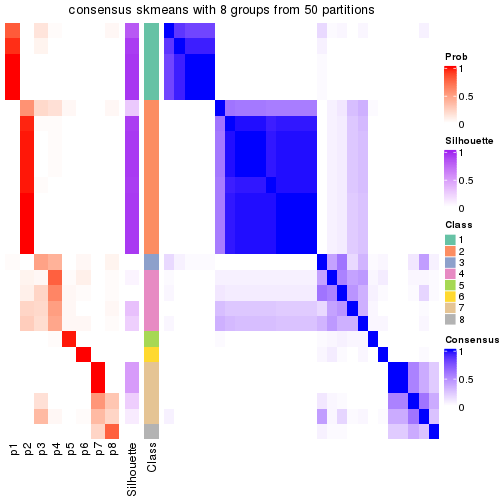 consensus skmeans with 8 groups from 50 partitions
Prob
1
0.5
0
Silhouette
1
0.5
0
Class
1
2
3
4
5
6
7
8
Consensus
1
0.5
0
p1
p2
p3
p4
p5
p6
p7
p8
Silhouette
Class